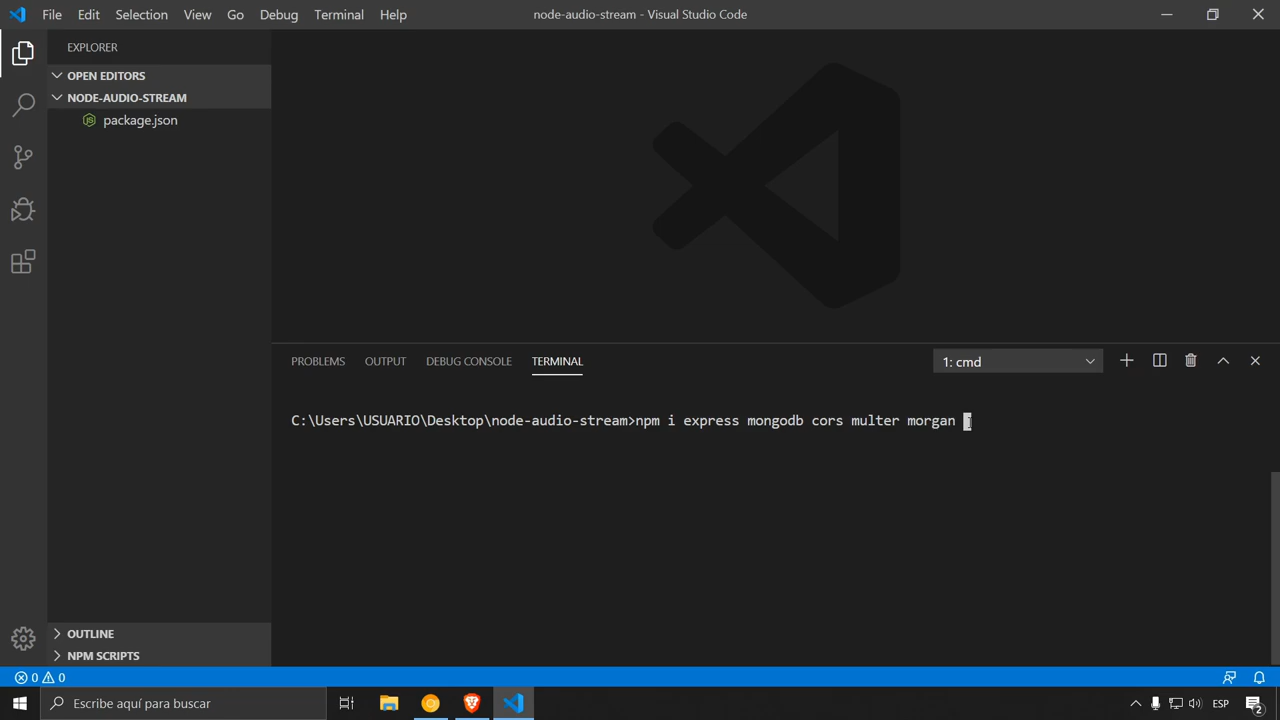 File Edit Selection View Go Debug Terminal Help
node-audio-stream - Visual Studio Code
EXPLORER
OPEN EDITORS
NODE-AUDIO-STREAM
JS package.json
PROBLEMS OUTPUT DEBUG CONSOLE TERMINAL
1: cmd
C:\Users\USUARIO\Desktop\node-audio-stream>npm i express mongodb cors multer morgan
OUTLINE
NPM SCRIPTS
0 0
Escribe aquí para buscar
ESP
2